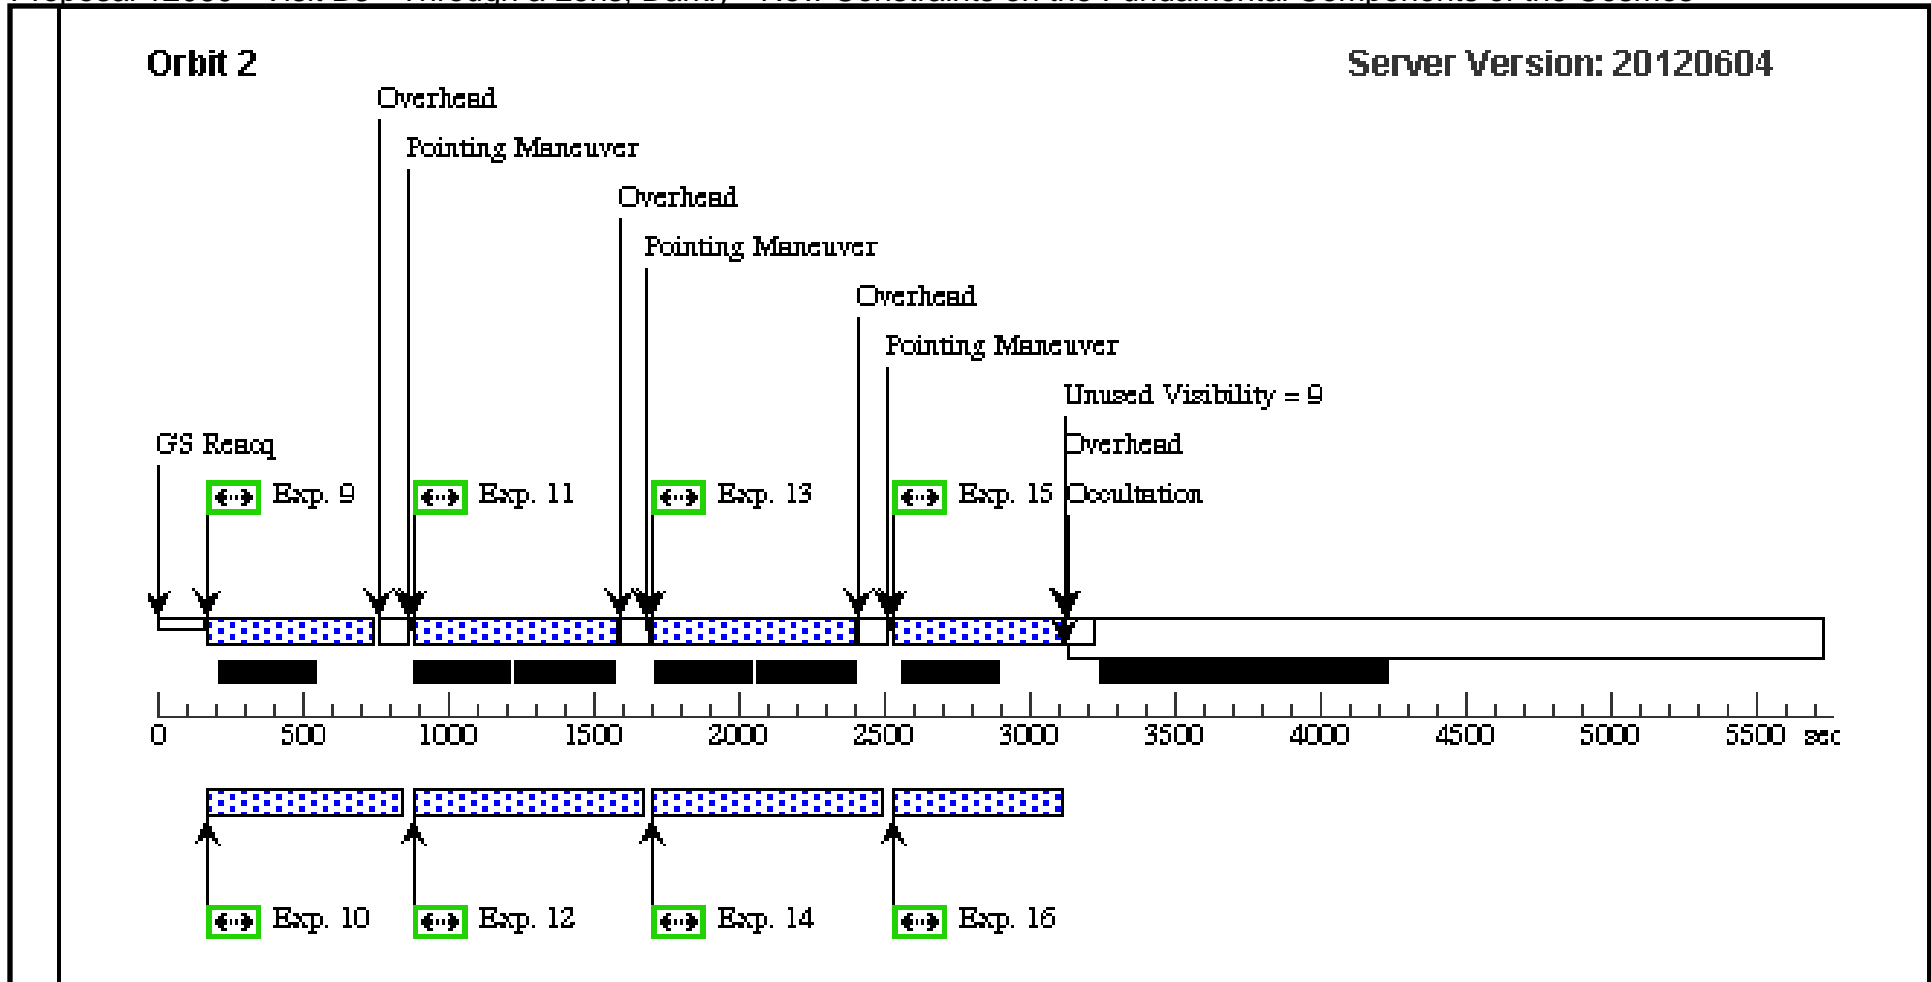 Orbit 2
Server Version: 20120604
Overhead
Pointing Maneuver
Overhead
Pointing Maneuver
Overhead
Pointing Maneuver
Unused Visibility = 9
GS Reacq
Overhead
Exp. 9
Exp. 11
Exp. 13
Exp. 15
Occultation
0 500 1000 1500 2000 2500 3000 3500 4000 4500 5000 5500 sec
Exp. 10
Exp. 12
Exp. 14
Exp. 16